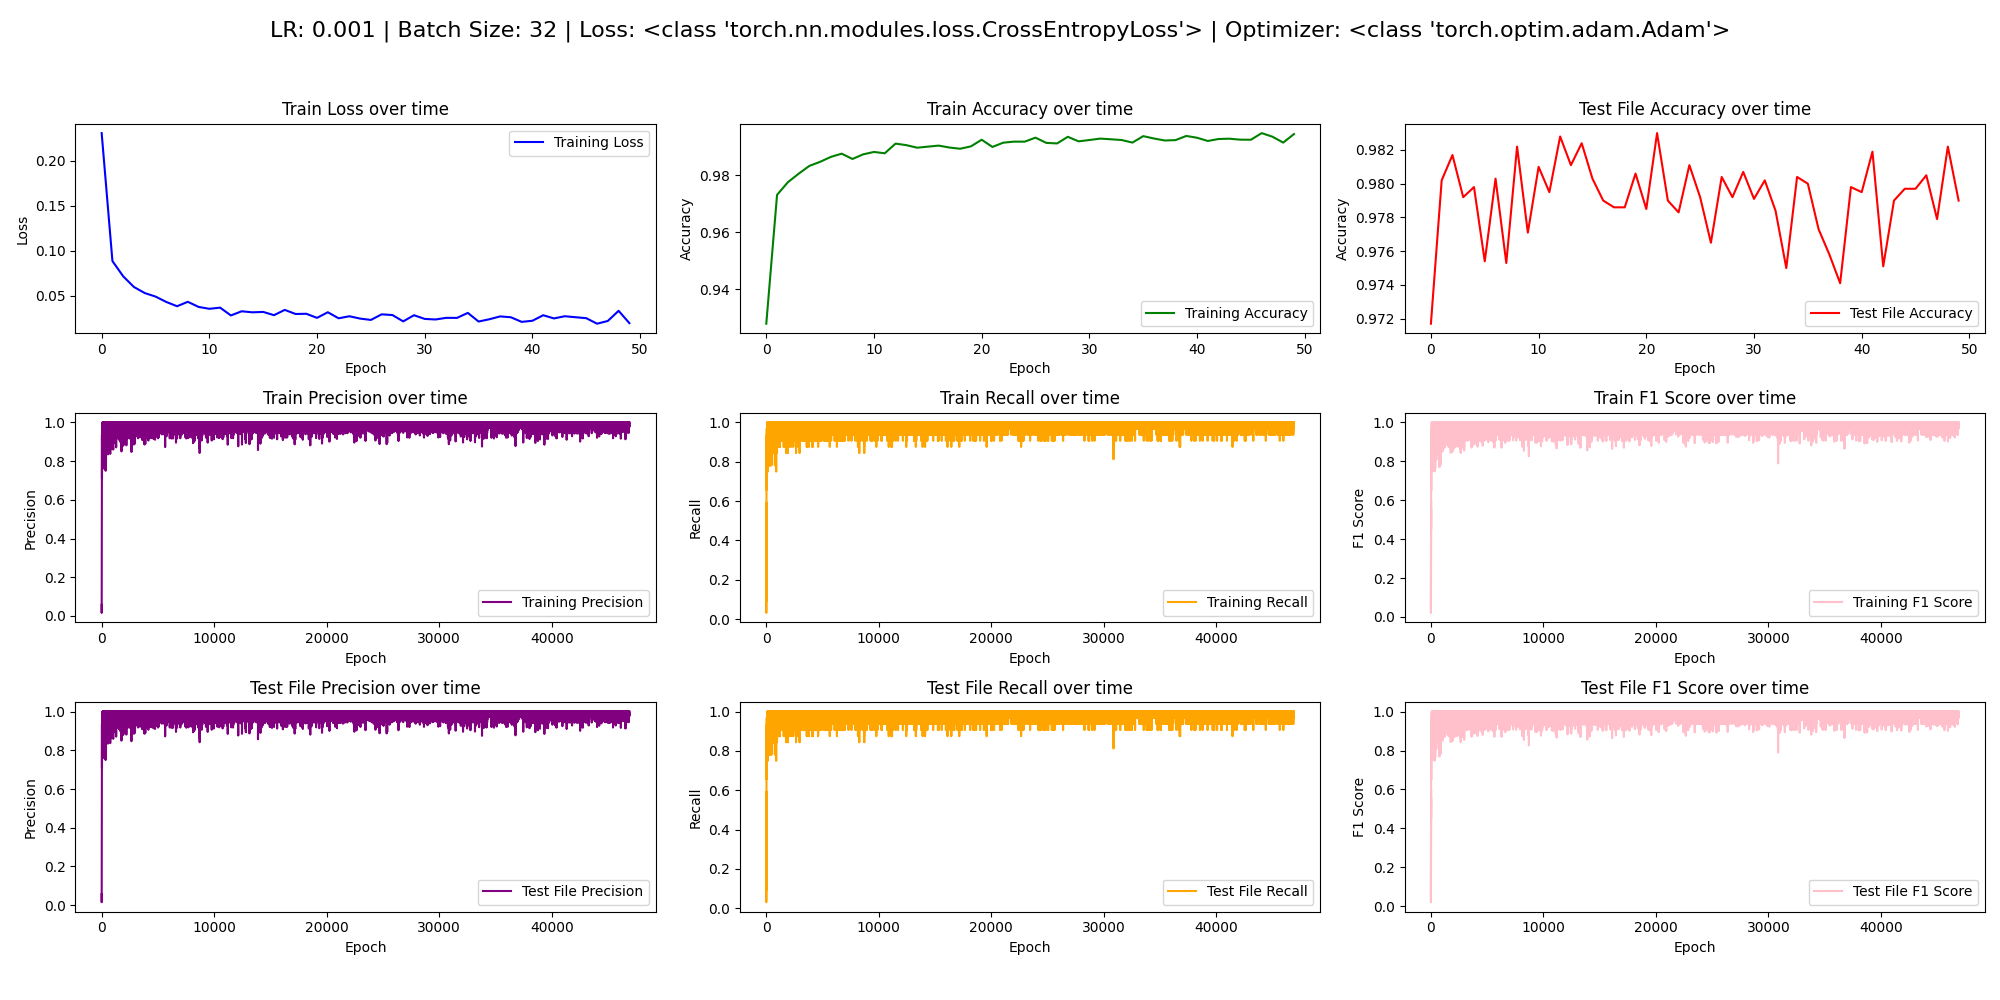 LR: 0.001 | Batch Size: 32 | Loss: <class 'torch.nn.modules.loss.CrossEntropyLoss'> | Optimizer: <class 'torch.optim.adam.Adam'>
Train Loss over time
Loss
0.20
0.15
0.10
0.05
Training Loss
0 10 20 30 40 50
Epoch
Train Accuracy over time
Accuracy
0.98
0.96
0.94
Training Accuracy
0 10 20 30 40 50
Epoch
Test File Accuracy over time
Accuracy
0.982
0.980
0.978
0.976
0.974
0.972
Test File Accuracy
0 10 20 30 40 50
Epoch
Train Precision over time
Precision
1.0
0.8
0.6
0.4
0.2
0.0
Training Precision
0 10000 20000 30000 40000
Epoch
Train Recall over time
Recall
1.0
0.8
0.6
0.4
0.2
0.0
Training Recall
0 10000 20000 30000 40000
Epoch
Train F1 Score over time
F1 Score
1.0
0.8
0.6
0.4
0.2
0.0
Training F1 Score
0 10000 20000 30000 40000
Epoch
Test File Precision over time
Precision
1.0
0.8
0.6
0.4
0.2
0.0
Test File Precision
0 10000 20000 30000 40000
Epoch
Test File Recall over time
Recall
1.0
0.8
0.6
0.4
0.2
0.0
Test File Recall
0 10000 20000 30000 40000
Epoch
Test File F1 Score over time
F1 Score
1.0
0.8
0.6
0.4
0.2
0.0
Test File F1 Score
0 10000 20000 30000 40000
Epoch